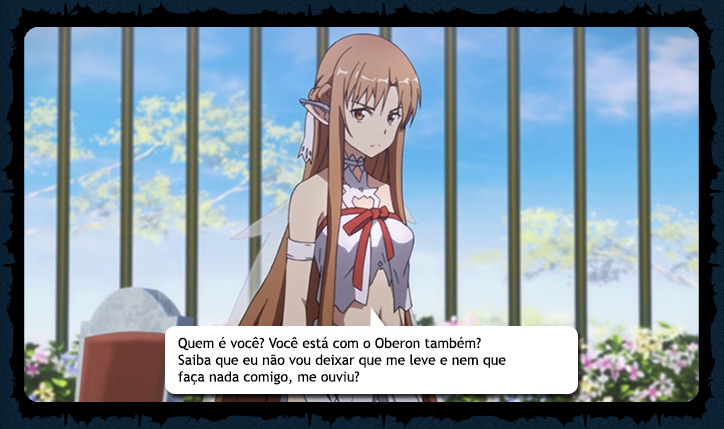 Quem é você? Você está com o Oberon também?
Saiba que eu não vou deixar que me leve e nem que
faça nada comigo, me ouviu?